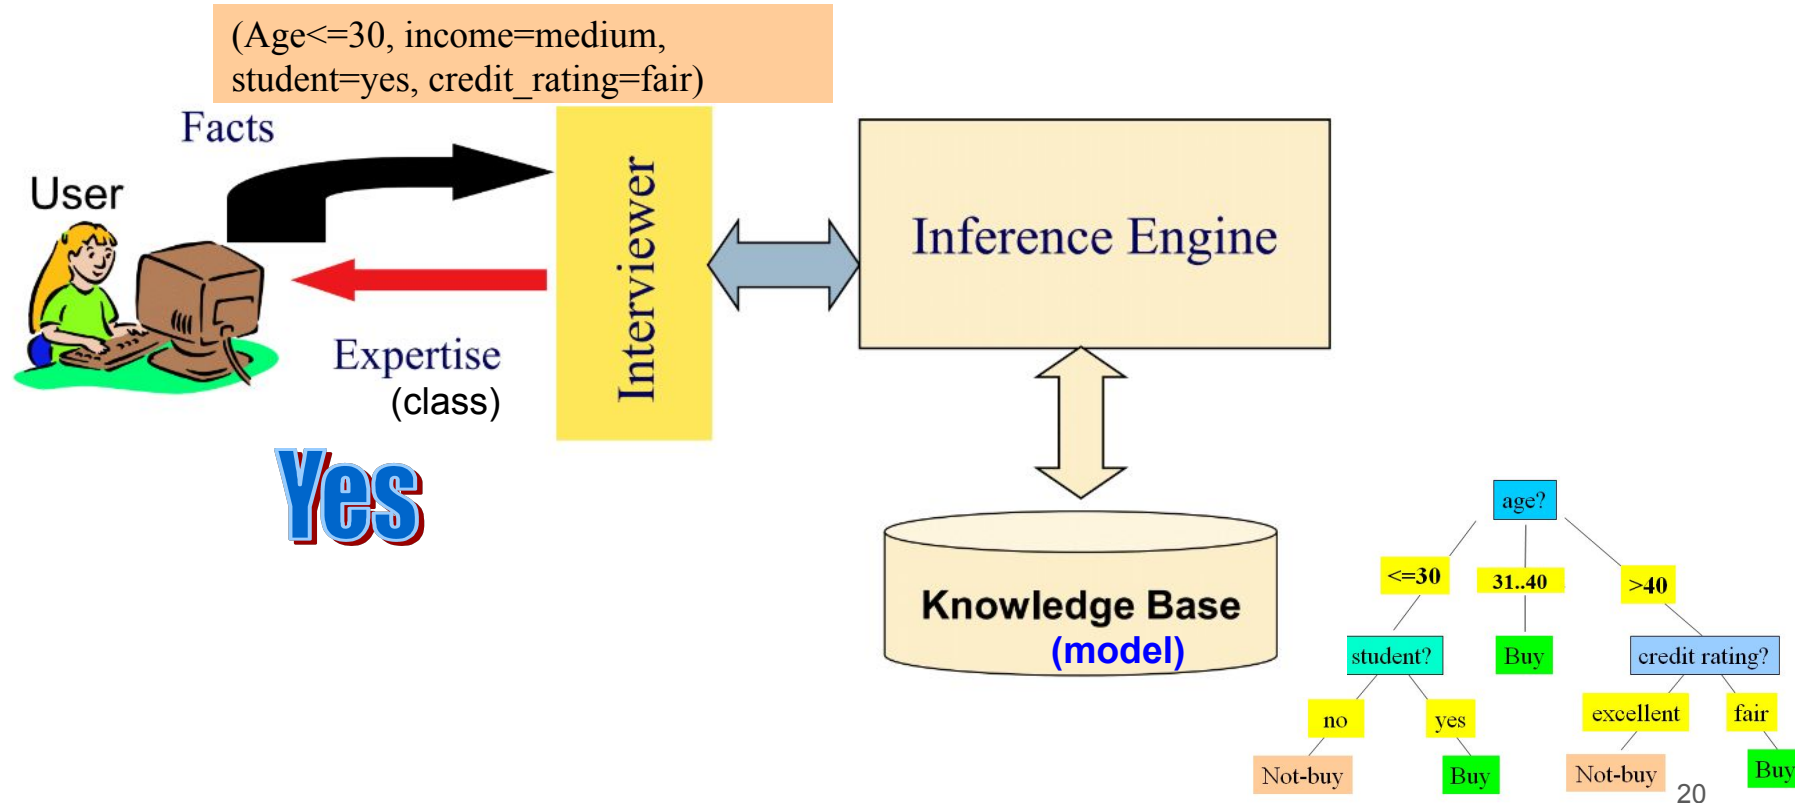 (Age<=30, income=medium,
student=yes, credit_rating=fair)
Facts
User
Interviewer
Inference Engine
Expertise
(class)
Yes
Knowledge Base
(model)
age?
<=30
31..40
>40
student?
Buy
credit rating?
no
yes
excellent
fair
Not-buy
Buy
Not-buy
Buy
20